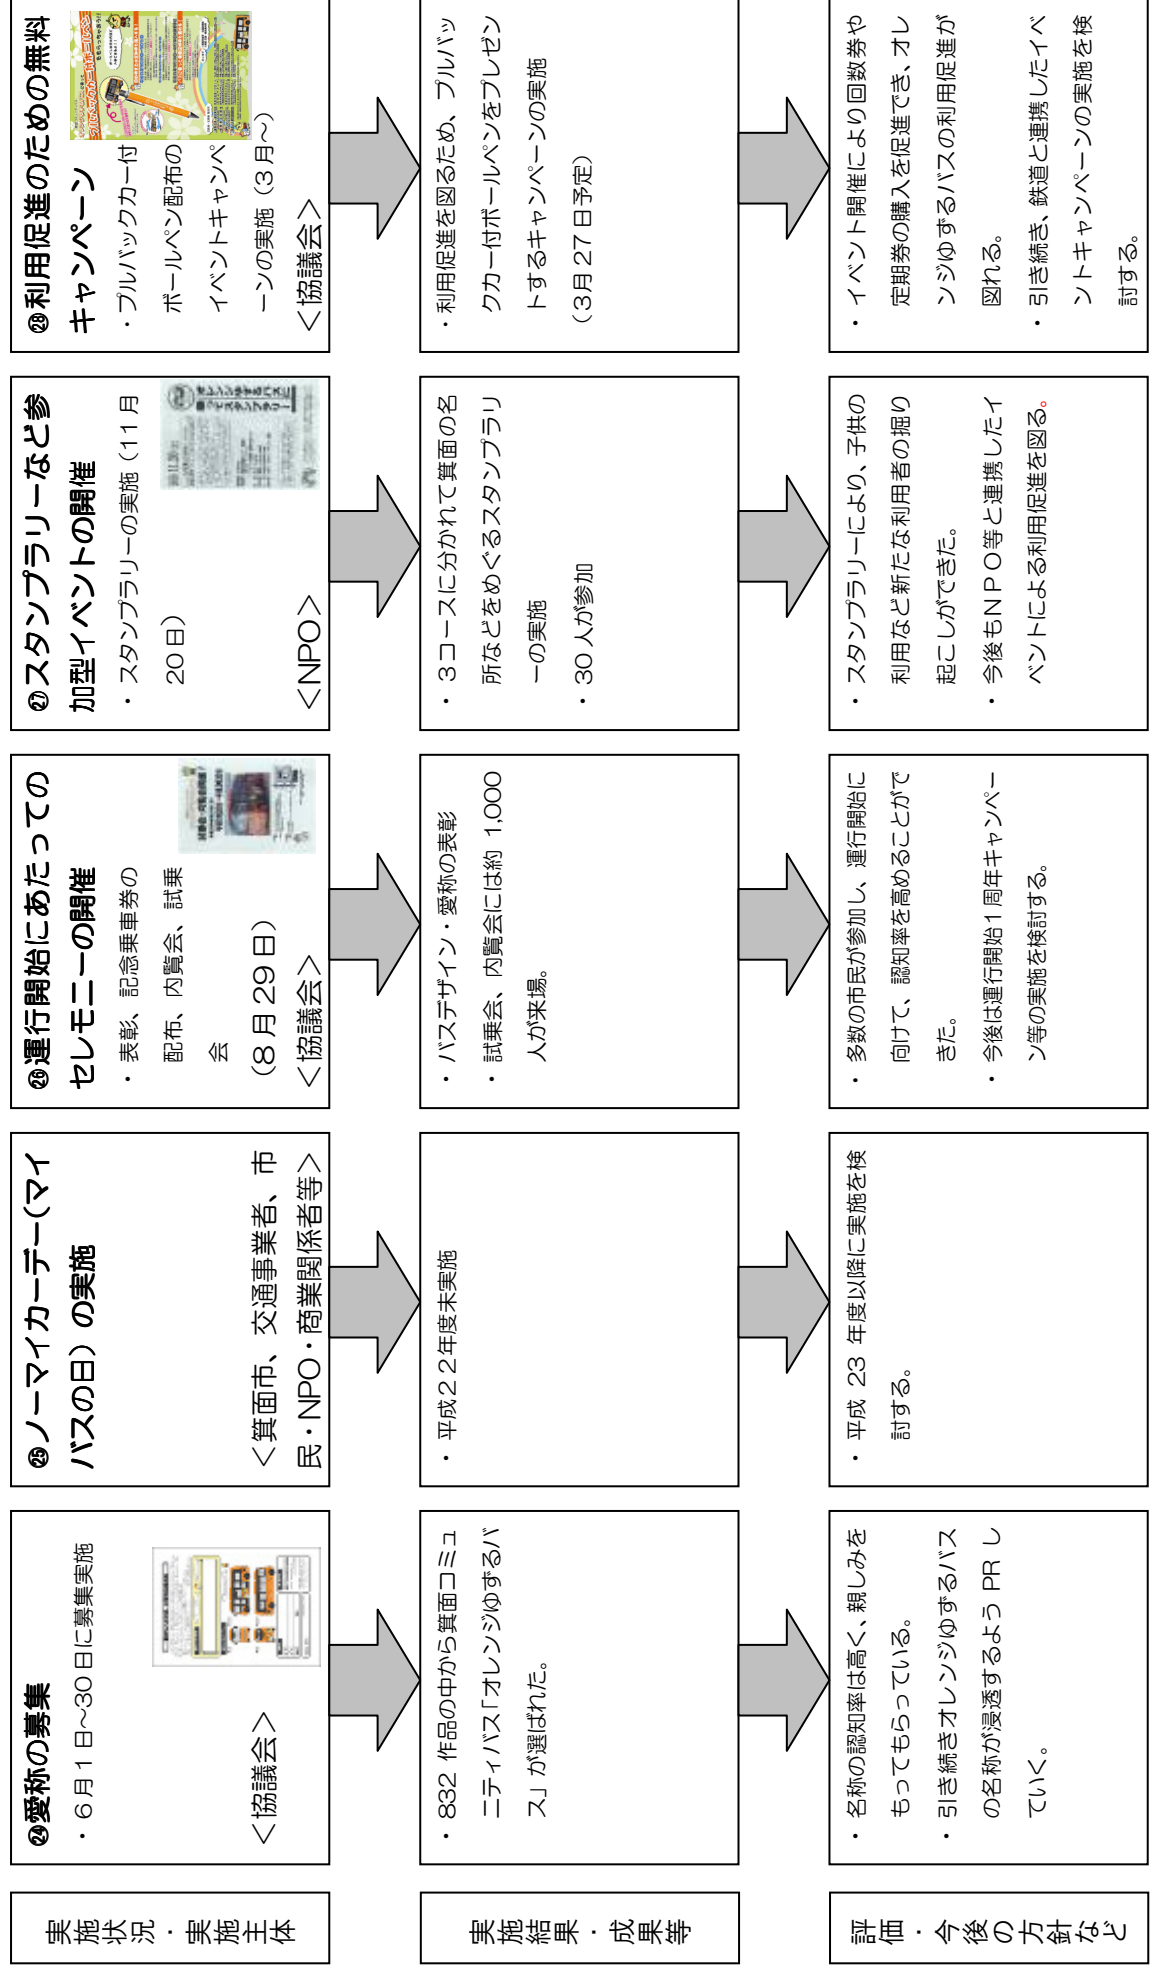 実施状況・実施主体
㉔愛称の募集
・６月１日～30日に募集実施
＜協議会＞
㉕ノーマイカーデー(マイ
バスの日）の実施
＜箕面市、交通事業者、市
民・NPO・商業関係者等＞
㉖運行開始にあたっての
セレモニーの開催
・表彰、記念乗車券の
配布、内覧会、試乗
会
(８月29日)
＜協議会＞
㉗スタンプラリーなど参
加型イベントの開催
・スタンプラリーの実施（11月
20日）
＜NPO＞
㉘利用促進のための無料
キャンペーン
・プルバックカー付
ボールペン配布の
イベントキャンペ
ーンの実施（３月～）
＜協議会＞
実施結果・成果等
・832 作品の中から箕面コミュ
ニティバス「オレンジゆずるバ
ス」が選ばれた。
・平成２２年度未実施
・バスデザイン・愛称の表彰
・試乗会、内覧会には約 1,000
人が来場。
・３コースに分かれて箕面の名
所などをめぐるスタンプラリ
ーの実施
・30人が参加
・利用促進を図るため、プルバッ
クカー付ボールペンをプレゼン
トするキャンペーンの実施
（３月27日予定）
評価・今後の方針など
・名称の認知率は高く、親しみを
もってもらっている。
・引き続きオレンジゆずるバス
の名称が浸透するよう PR し
ていく。
・平成 23 年度以降に実施を検
討する。
・多数の市民が参加し、運行開始に
向けて、認知率を高めることがで
きた。
・今後は運行開始１周年キャンペー
ン等の実施を検討する。
・スタンプラリーにより、子供の
利用など新たな利用者の掘り
起こしができた。
・今後もＮＰＯ等と連携したイ
ベントによる利用促進を図る。
・イベント開催により回数券や
定期券の購入を促進でき、オレ
ンジゆずるバスの利用促進が
図れる。
・引き続き、鉄道と連携したイベ
ントキャンペーンの実施を検
討する。